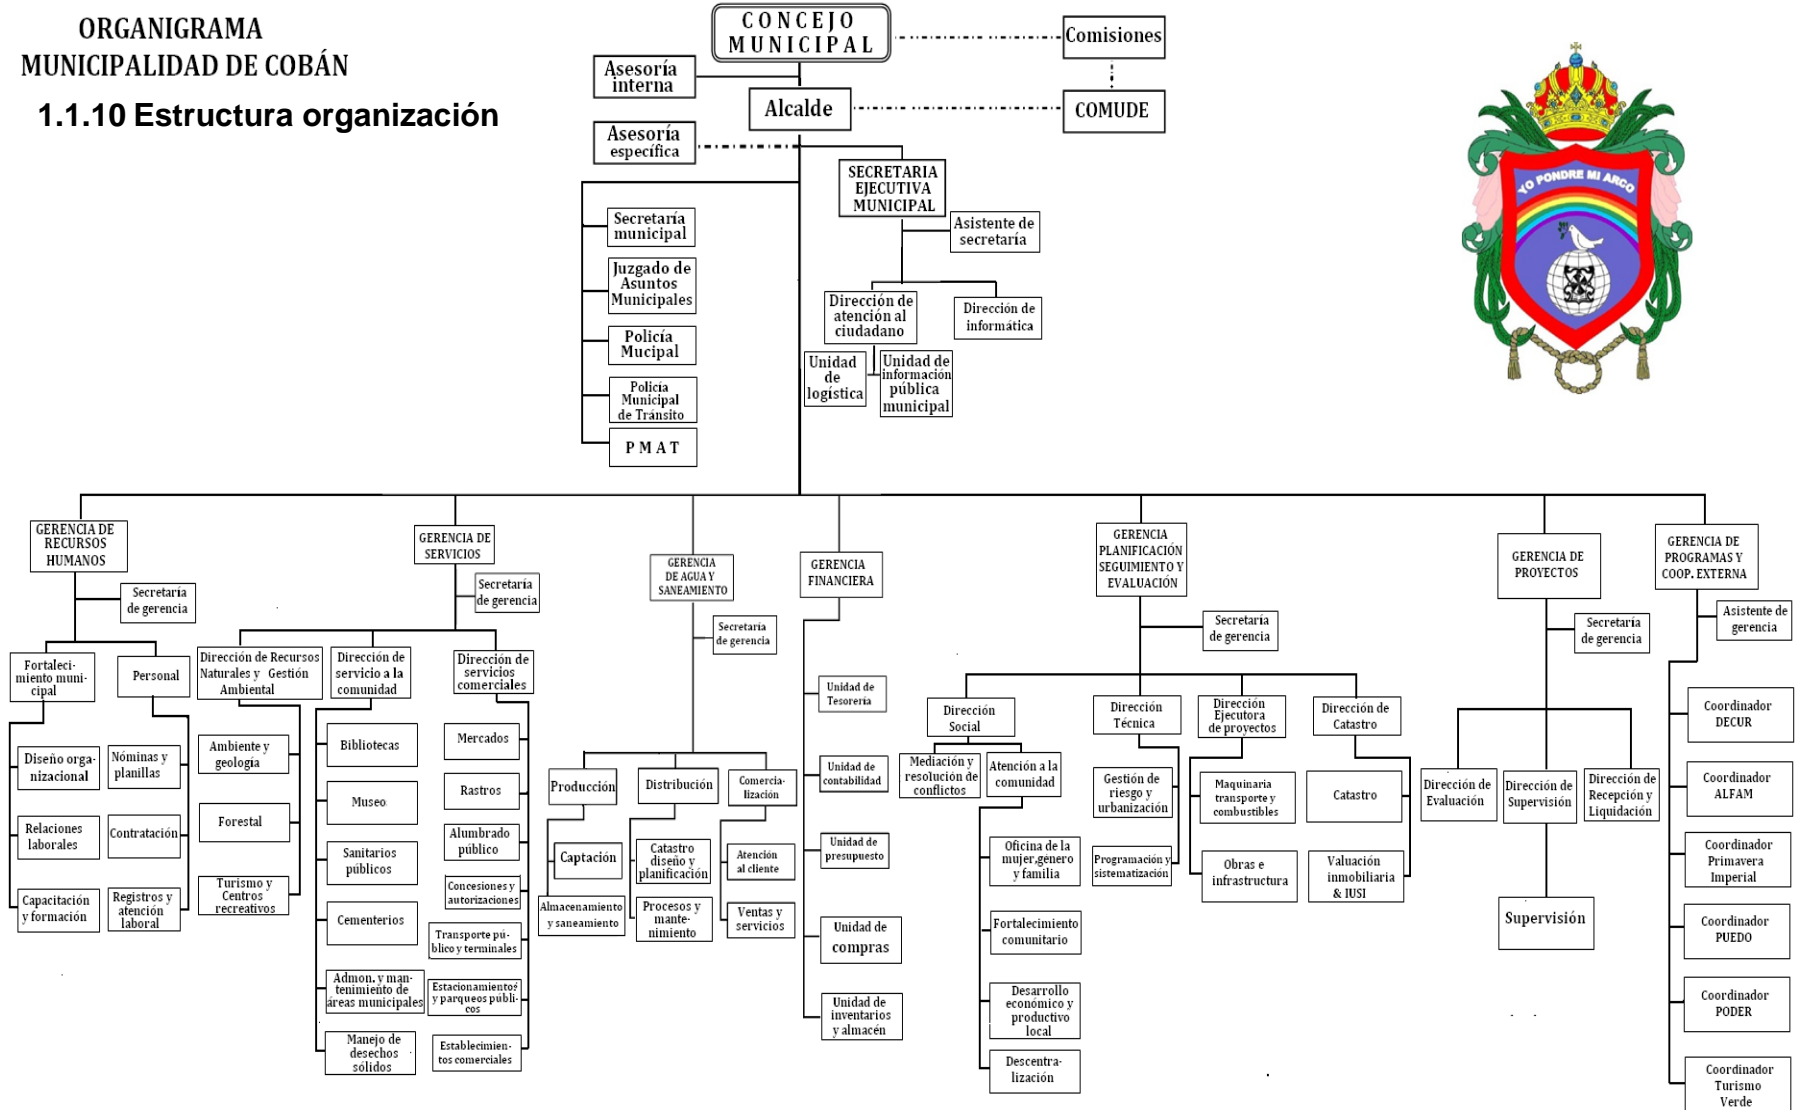 ORGANIGRAMA
MUNICIPALIDAD DE COBÁN
1.1.10 Estructura organización
CONCEJO
MUNICIPAL
Comisiones
Asesoría
interna
Alcalde
COMUDE
Asesoría
específica
SECRETARIA
EJECUTIVA
MUNICIPAL
Asistente de
secretaría
Secretaría
municipal
Juzgado de
Asuntos
Municipales
Policía
Mucipal
Policía
Municipal
de Tránsito
P M A T
Dirección de
atención al
ciudadano
Dirección de
informática
Unidad
de
logística
Unidad de
información
pública
municipal
YO PONDRE MI ARCO
GERENCIA DE
RECURSOS
HUMANOS
Secretaría
de gerencia
Fortaleci-
miento muni-
cipal
Personal
Diseño orga-
nizacional
Relaciones
laborales
Capacitación
y formación
Nóminas y
planillas
Contratación
Registros y
atención
laboral
GERENCIA DE
SERVICIOS
Secretaría
de gerencia
Dirección de Recursos
Naturales y Gestión
Ambiental
Dirección de
servicio a la
comunidad
Dirección de
servicios
comerciales
Ambiente y
geología
Forestal
Turismo y
Centros
recreativos
Bibliotecas
Museo
Sanitarios
públicos
Cementerios
Admon. y man-
tenimiento de
áreas municipales
Manejo de
desechos
sólidos
Mercados
Rastros
Alumbrado
público
Concesiones y
autorizaciones
Transporte pú-
blico y terminales
Estacionamientos
y parqueos públi-
cos
Establecimien-
tos comerciales
GERENCIA
DE AGUA Y
SANEAMIENTO
Secretaría
de gerencia
Producción
Distribución
Comercia-
lización
Captación
Almacenamiento
y saneamiento
Catastro
diseño y
planificación
Procesos y
mante-
nimiento
Atención
al cliente
Ventas y
servicios
GERENCIA
FINANCIERA
Unidad de
Tesorería
Unidad de
contabilidad
Unidad de
presupuesto
Unidad de
compras
Unidad de
inventarios
y almacén
GERENCIA
PLANIFICACIÓN
SEGUIMIENTO Y
EVALUACIÓN
Secretaría
de gerencia
Dirección
Social
Dirección
Técnica
Dirección
Ejecutora
de proyectos
Dirección de
Catastro
Mediación y
resolución de
conflictos
Atención a la
comunidad
Oficina de la
mujer,género
y familia
Fortalecimiento
comunitario
Desarrollo
económico y
productivo
local
Descentra-
lización
Gestión de
riesgo y
urbanización
Programación y
sistematización
Maquinaria
transporte y
combustibles
Obras e
infrastructura
Catastro
Valuación
inmobiliaria
& IUSI
GERENCIA DE
PROYECTOS
Secretaría
de gerencia
Dirección de
Evaluación
Dirección de
Supervisión
Dirección de
Recepción y
Liquidación
Supervisión
GERENCIA DE
PROGRAMAS Y
COOP. EXTERNA
Asistente de
gerencia
Coordinador
DECUR
Coordinador
ALFAM
Coordinador
Primavera
Imperial
Coordinador
PUEDO
Coordinador
PODER
Coordinador
Turismo
Verde